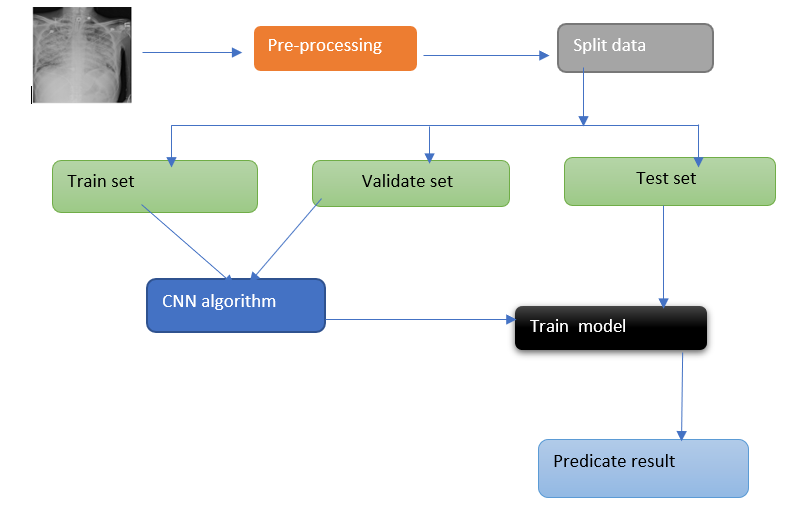 Pre-processing
Split data
Train set
Validate set
Test set
CNN algorithm
Train model
Predicate result